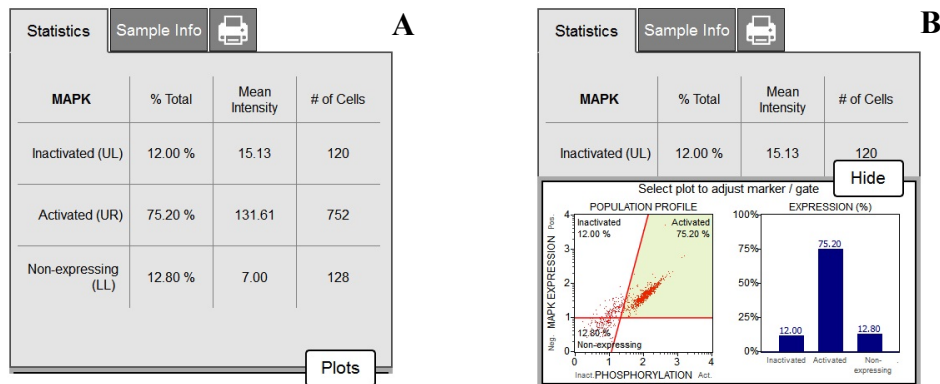 Statistics
Sample Info
A
MAPK
% Total
Mean
Intensity
# of Cells
Inactivated (UL)
12.00 %
15.13
120
Activated (UR)
75.20 %
131.61
752
Non-expressing
(LL)
12.80 %
7.00
128
Plots
Statistics
Sample Info
B
MAPK
% Total
Mean
Intensity
# of Cells
Inactivated (UL)
12.00 %
15.13
120
Hide
Select plot to adjust marker / gate
POPULATION PROFILE
Inactivated
12.00 %
Activated
75.20 %
12.80 %
Non-expressing
4
3
2
1
0
Neg. MAPK EXPRESSION Pos.
0 1 2 3 4
Inact. PHOSPHORYLATION Act.
EXPRESSION (%)
100%
75%
50%
25%
0%
12.00
75.20
12.80
Inactivated
Activated
Non-
expressing